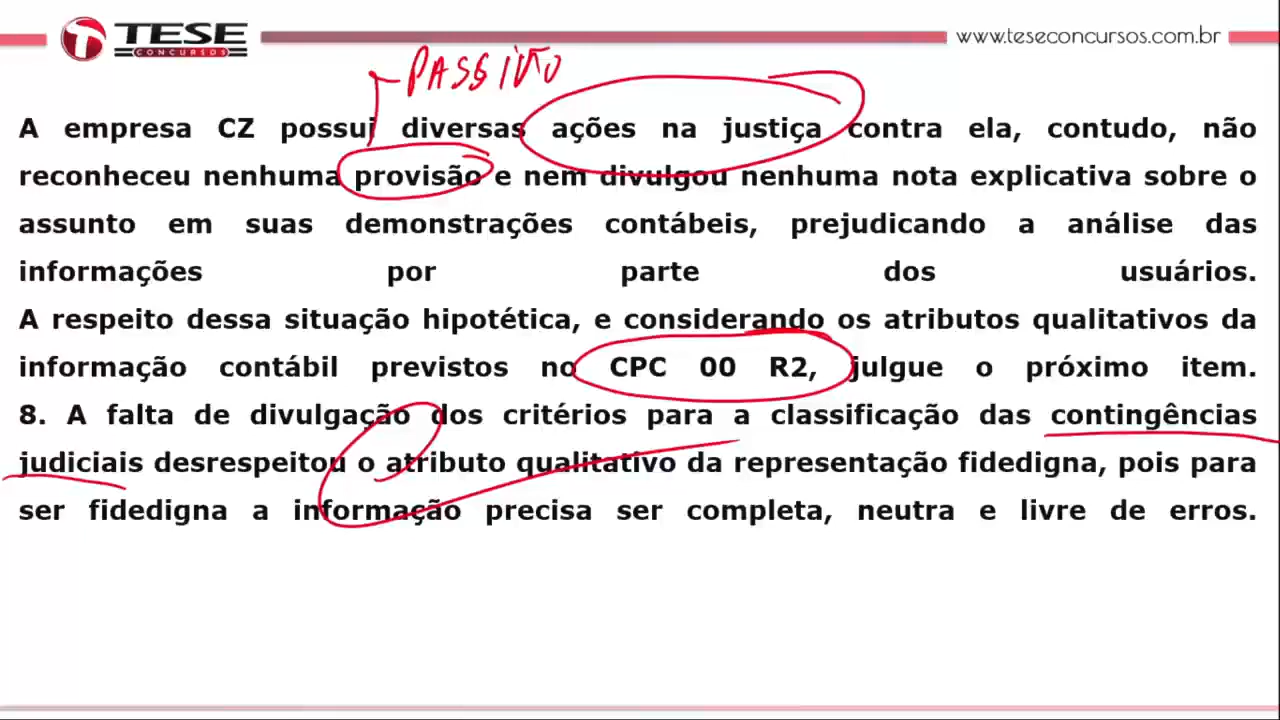 TESE
CONCURSOS
www.teseconcursos.com.br
PASSIVO
A empresa CZ possui diversas ações na justiça contra ela, contudo, não
reconheceu nenhuma provisão e nem divulgou nenhuma nota explicativa sobre o
assunto em suas demonstrações contábeis, prejudicando a análise das
informações por parte dos usuários.
A respeito dessa situação hipotética, e considerando os atributos qualitativos da
informação contábil previstos no CPC 00 R2, julgue o próximo item.
8. A falta de divulgação dos critérios para a classificação das contingências
judiciais desrespeitou o atributo qualitativo da representação fidedigna, pois para
ser fidedigna a informação precisa ser completa, neutra e livre de erros.